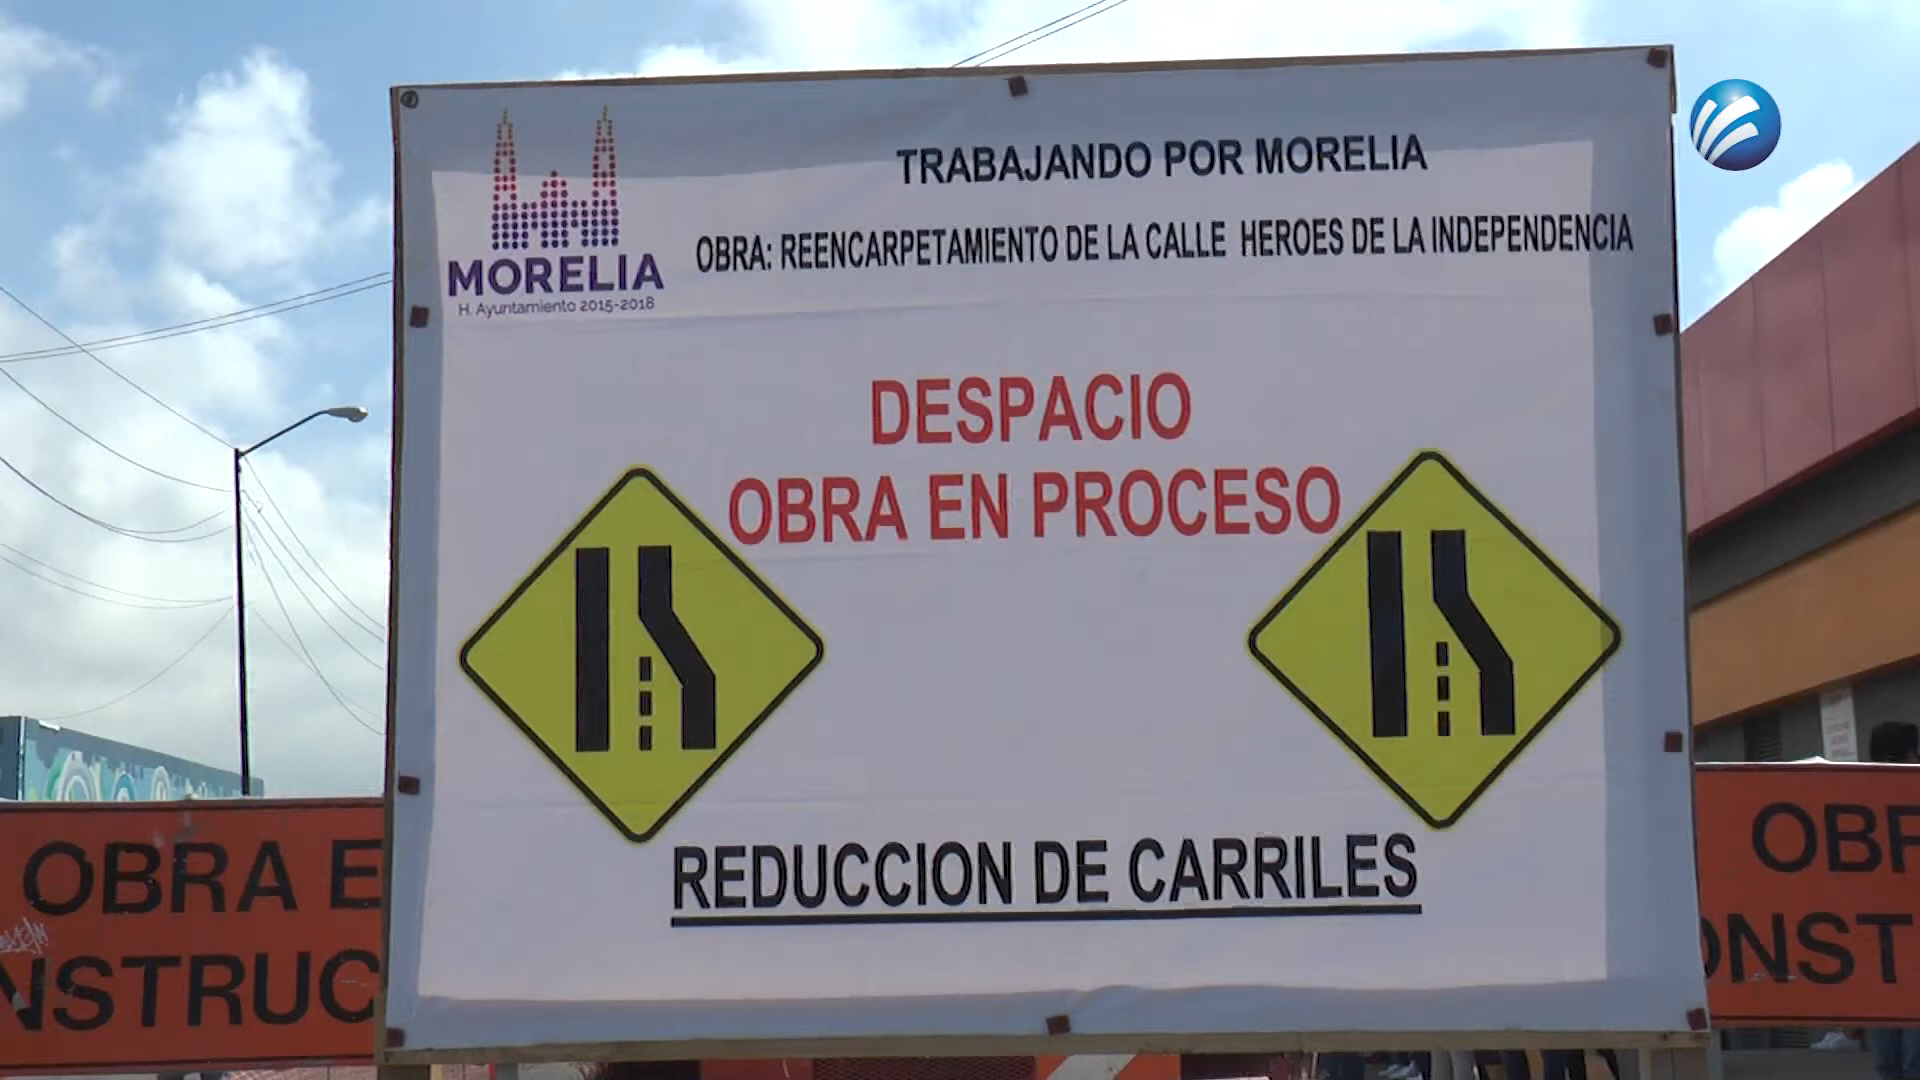 TRABAJANDO POR MORELIA
MORELIA
H. Ayuntamiento 2015-2018
OBRA: REENCARPETAMIENTO DE LA CALLE HEROES DE LA INDEPENDENCIA
DESPACIO
OBRA EN PROCESO
REDUCCION DE CARRILES
OBRA E
NSTRUC
OBR
ONST